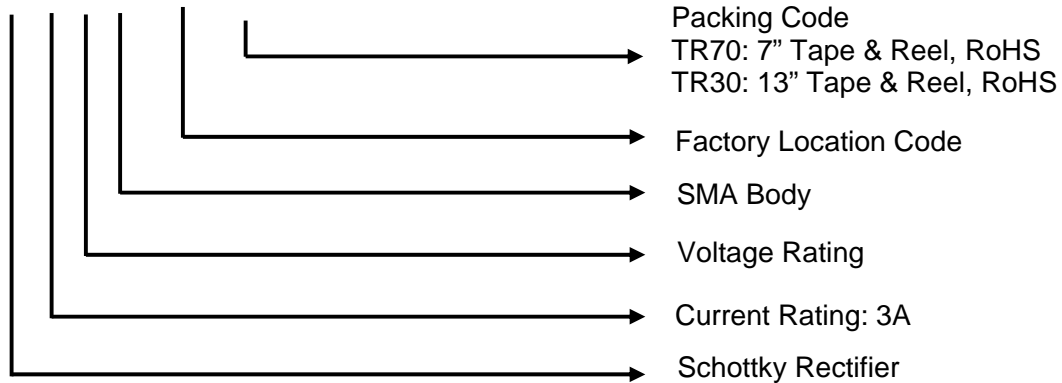 Packing Code
TR70: 7” Tape & Reel, RoHS
TR30: 13” Tape & Reel, RoHS
Factory Location Code
SMA Body
Voltage Rating
Current Rating: 3A
Schottky Rectifier